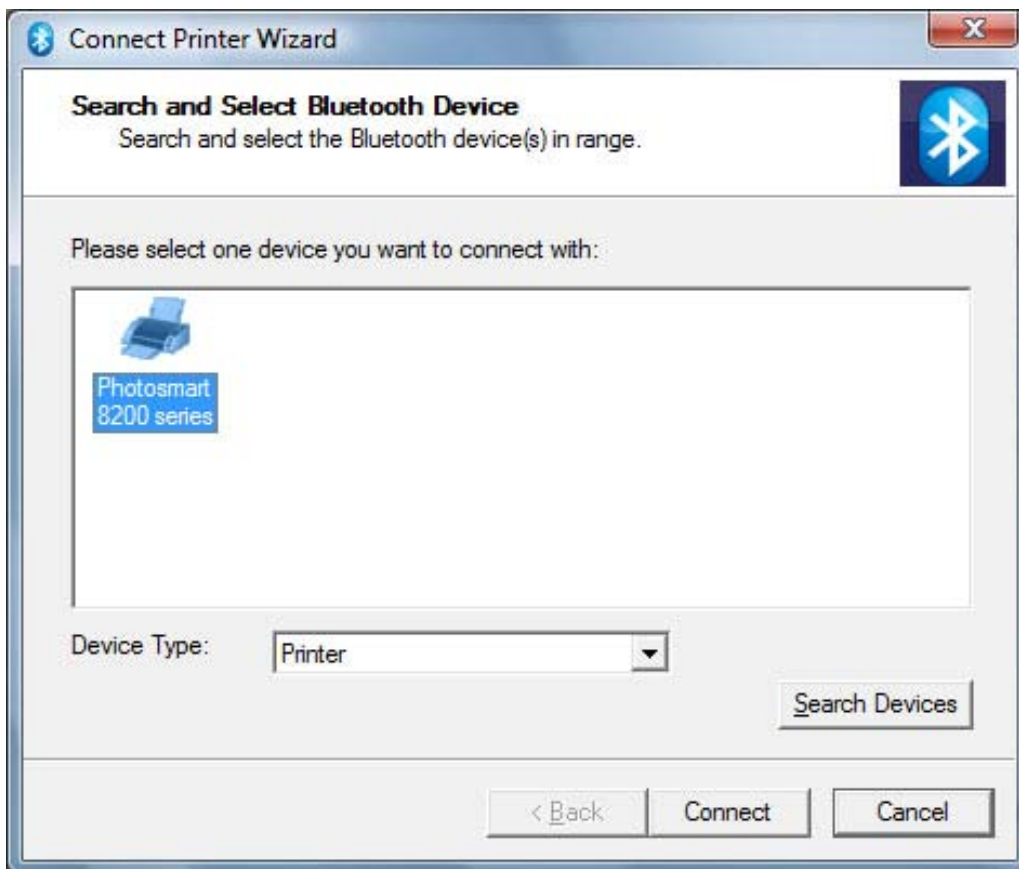 Connect Printer Wizard
Search and Select Bluetooth Device
Search and select the Bluetooth device(s) in range.
Please select one device you want to connect with:
Photosmart
8200 series
Device Type:
Printer
Search Devices
< Back
Connect
Cancel